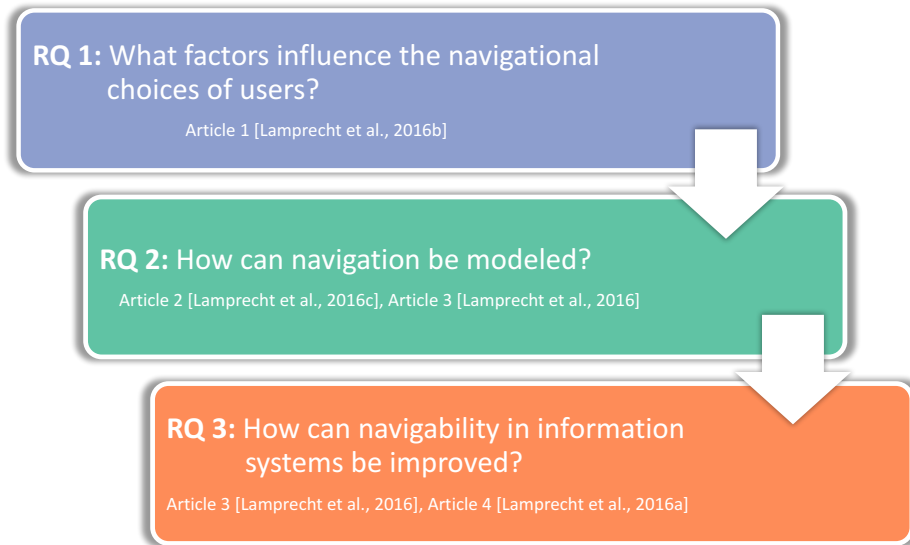 RQ 1: What factors influence the navigational
choices of users?
Article 1 [Lamprecht et al., 2016b]
RQ 2: How can navigation be modeled?
Article 2 [Lamprecht et al., 2016c], Article 3 [Lamprecht et al., 2016]
RQ 3: How can navigability in information
systems be improved?
Article 3 [Lamprecht et al., 2016], Article 4 [Lamprecht et al., 2016a]